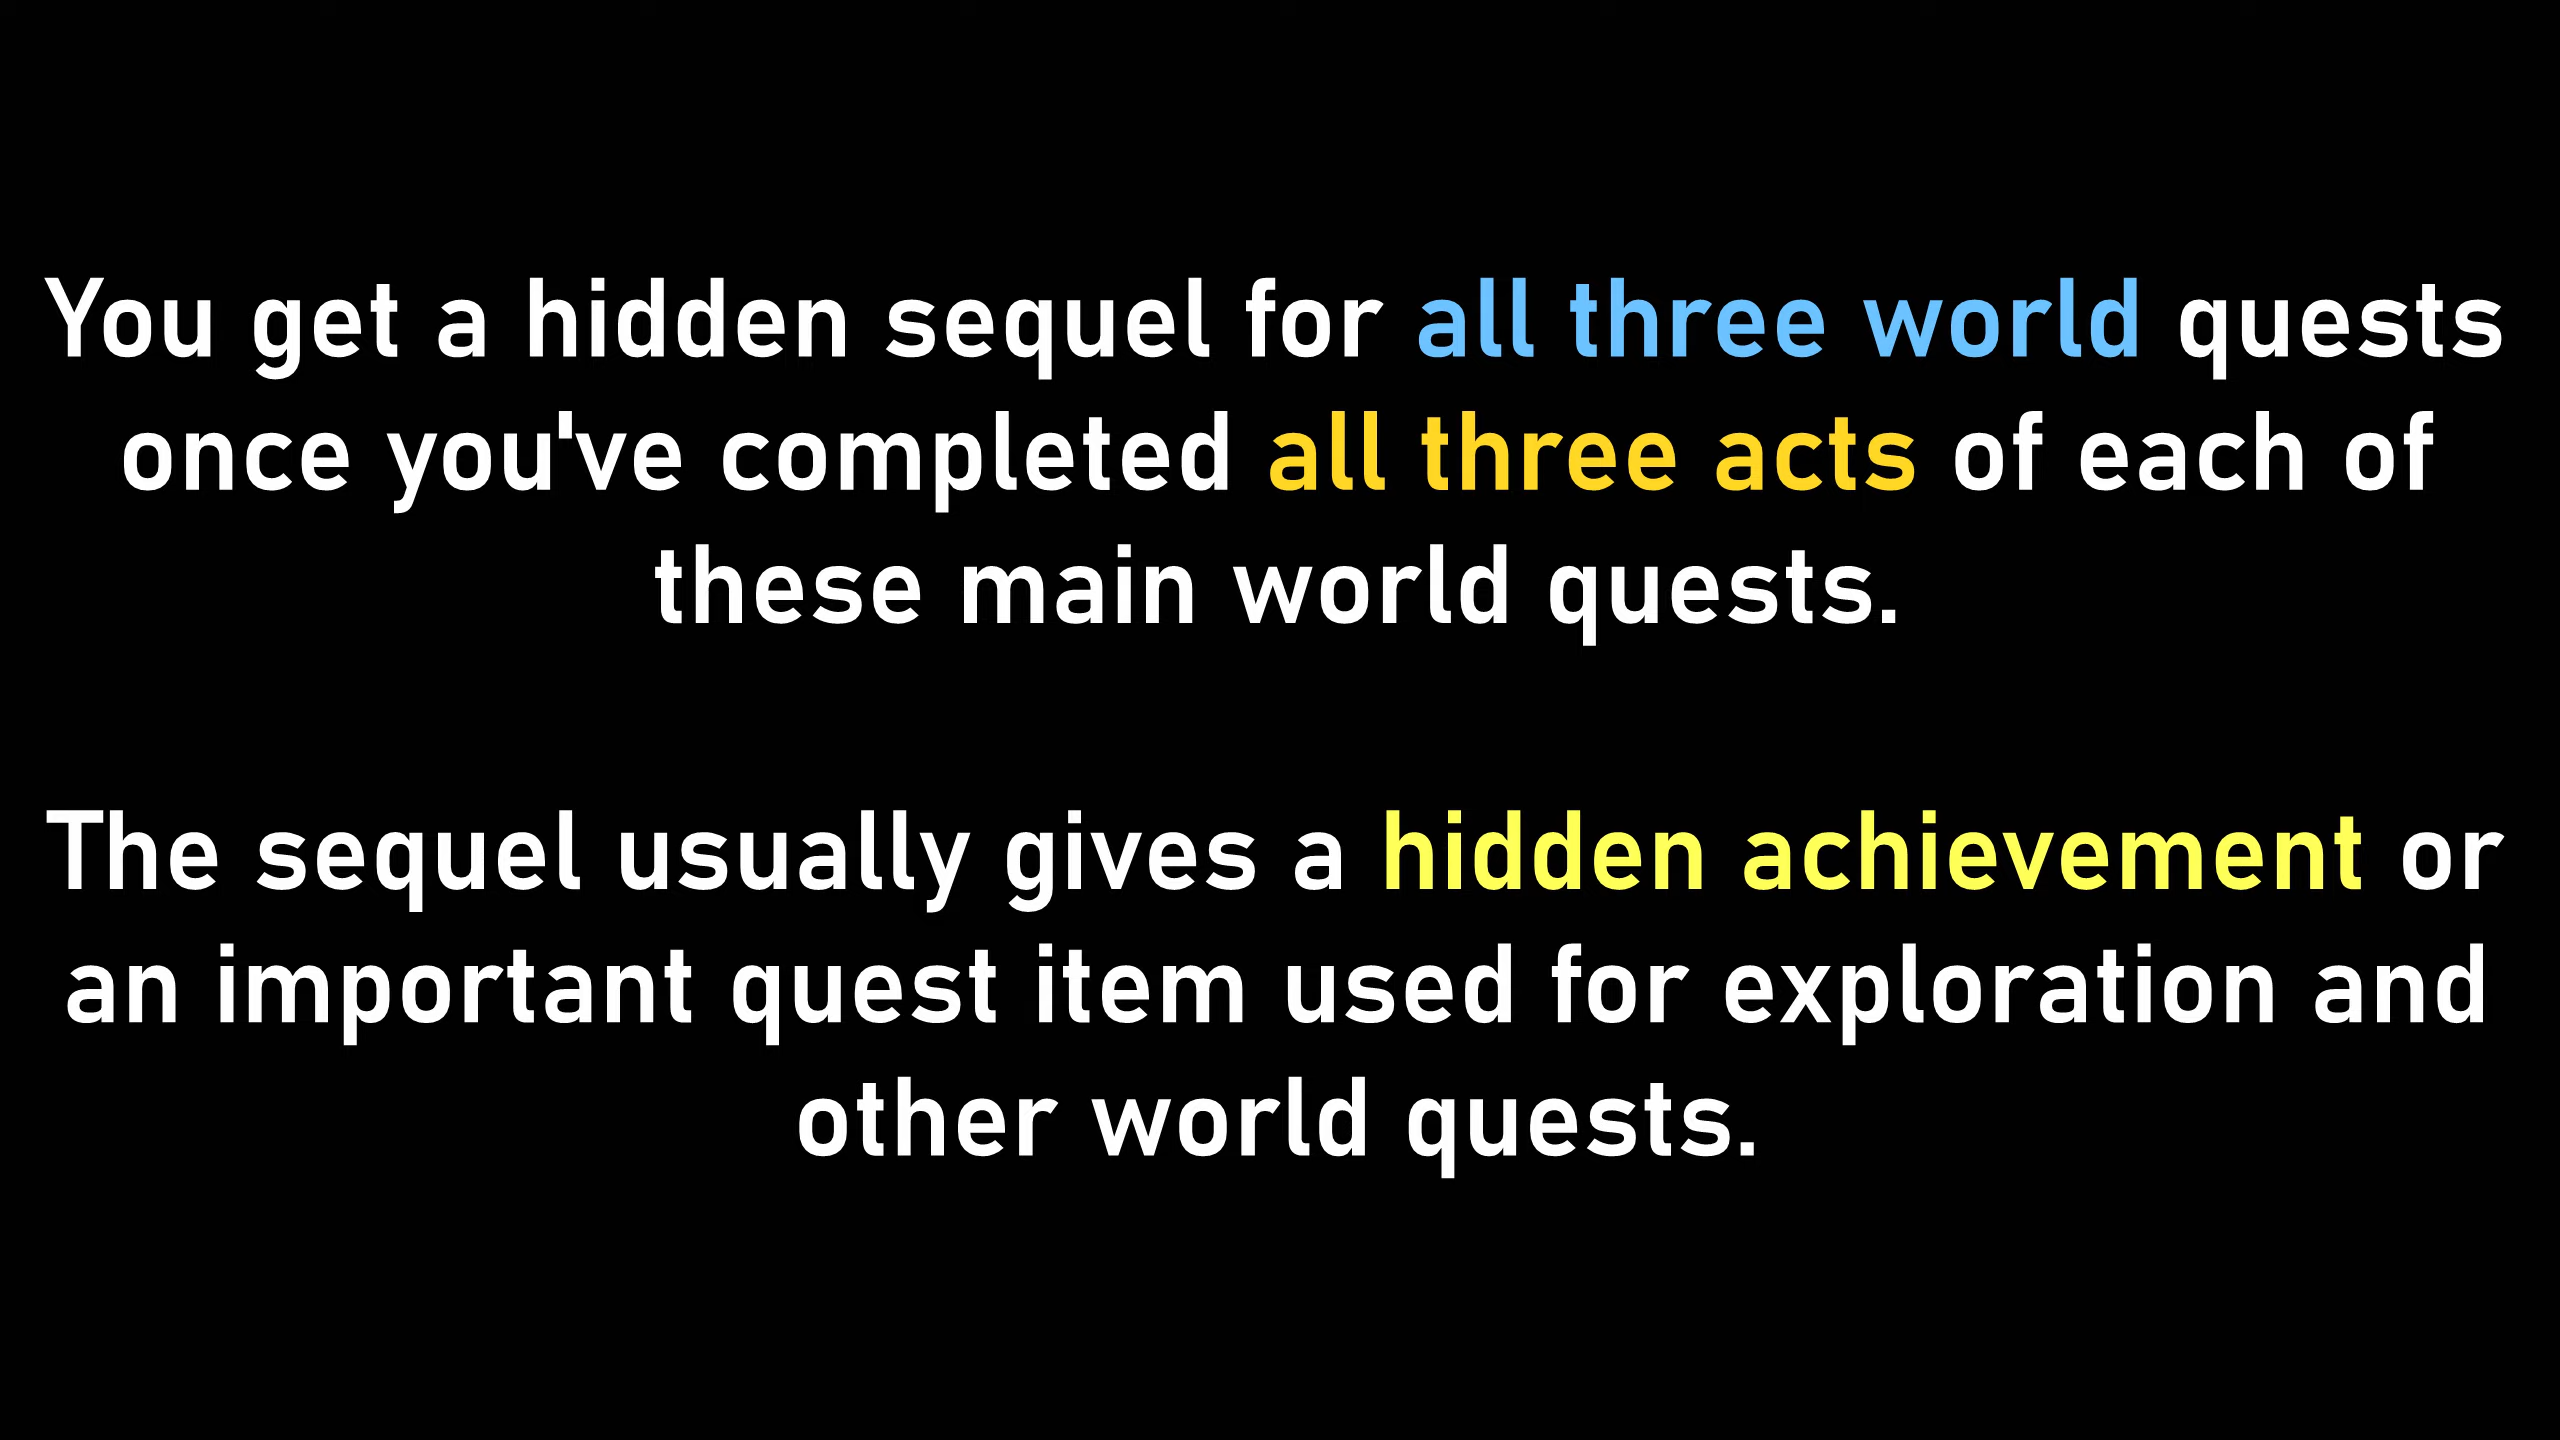 You get a hidden sequel for all three world quests
once you've completed all three acts of each of
these main world quests.
The sequel usually gives a hidden achievement or
an important quest item used for exploration and
other world quests.